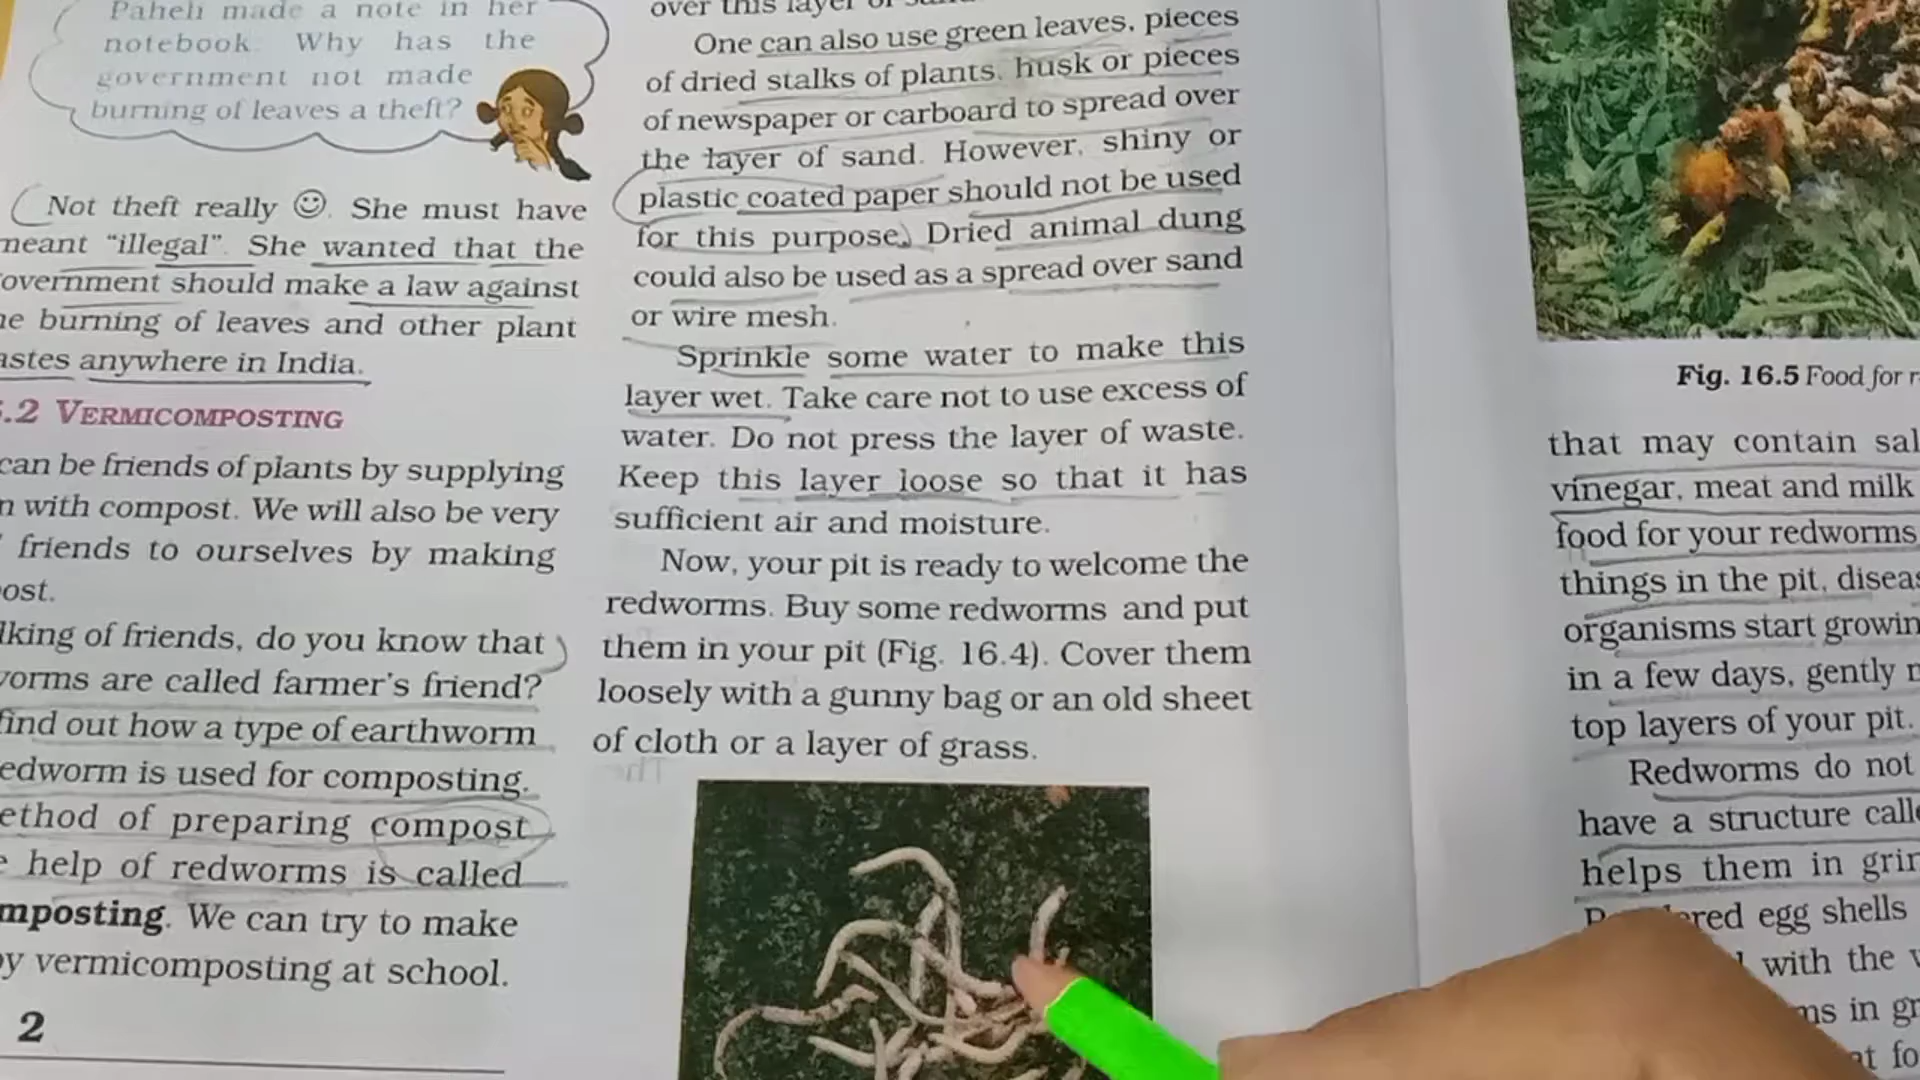 Paheli made a note in her
notebook. Why has the
government not made
burning of leaves a theft?
Not theft really ☺. She must have
meant “illegal”. She wanted that the
overnment should make a law against
burning of leaves and other plant
astes anywhere in India.
.2 VERMICOMPOSTING
can be friends of plants by supplying
with compost. We will also be very
friends to ourselves by making
ost.
lking of friends, do you know that
orms are called farmer's friend?
find out how a type of earthworm
edworm is used for composting.
ethod of preparing compost
help of redworms is called
mposting. We can try to make
y vermicomposting at school.
2
over this layer of
One can also use green leaves, pieces
of dried stalks of plants, husk or pieces
of newspaper or carboard to spread over
the layer of sand. However, shiny or
plastic coated paper should not be used
for this purpose. Dried animal dung
could also be used as a spread over sand
or wire mesh.
Sprinkle some water to make this
layer wet. Take care not to use excess of
water. Do not press the layer of waste.
Keep this layer loose so that it has
sufficient air and moisture.
Now, your pit is ready to welcome the
redworms. Buy some redworms and put
them in your pit (Fig. 16.4). Cover them
loosely with a gunny bag or an old sheet
of cloth or a layer of grass.
Fig. 16.5 Food for
that may contain sal
vinegar, meat and milk
food for your redworms
things in the pit, diseas
organisms start growin
in a few days, gently
top layers of your pit.
Redworms do not
have a structure calle
helps them in grin
red egg shells
with the
ms in gr
at fo